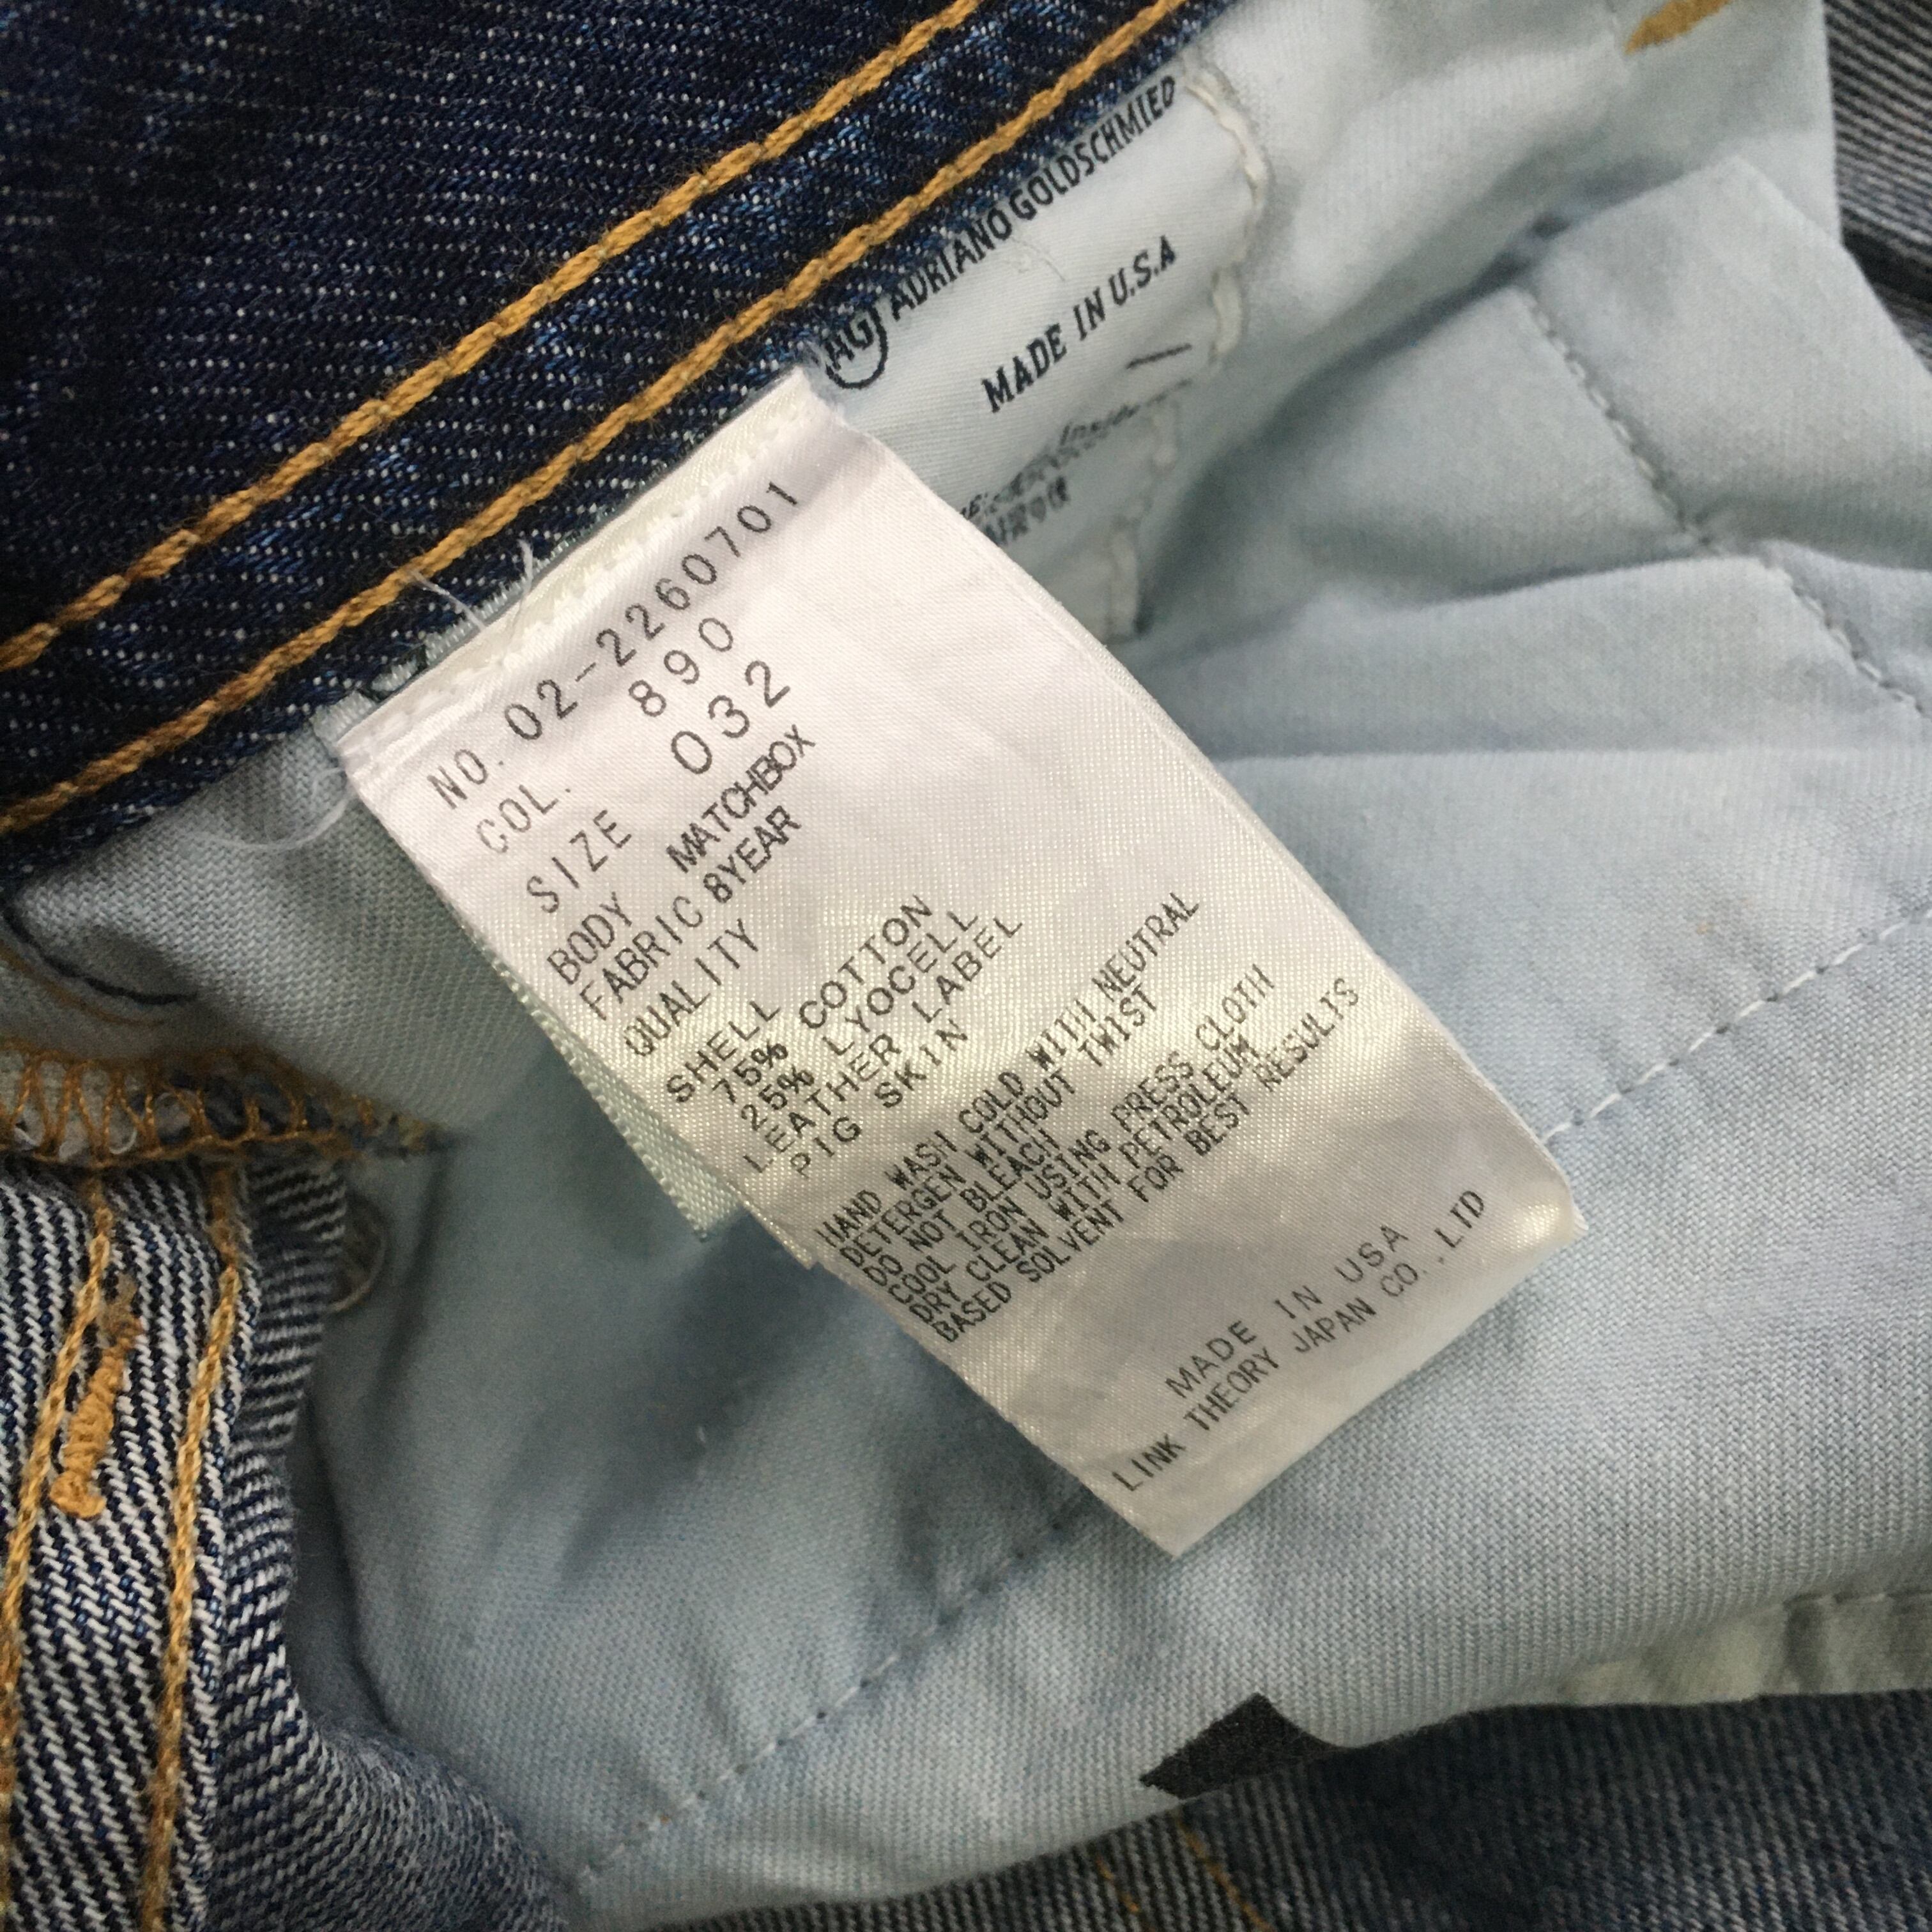 AG ADRIANO GOLDSCHMIED
MADE IN U.S.A
NO. 02-2260701
COL. 890
SIZE 032
BODY MATCHBOX
FABRIC 8YEAR
QUALITY
SHELL
75% COTTON
25% LYOCELL
LEATHER LABEL
PIG SKIN
HAND WASH COLD WITH NEUTRAL
DETERGEN WITHOUT TWIST
DO NOT BLEACH
COOL IRON USING PRESS CLOTH
DRY CLEAN WITH PETROLEUM
BASED SOLVENT FOR BEST RESULTS
MADE IN USA
LINK THEORY JAPAN CO.,LTD